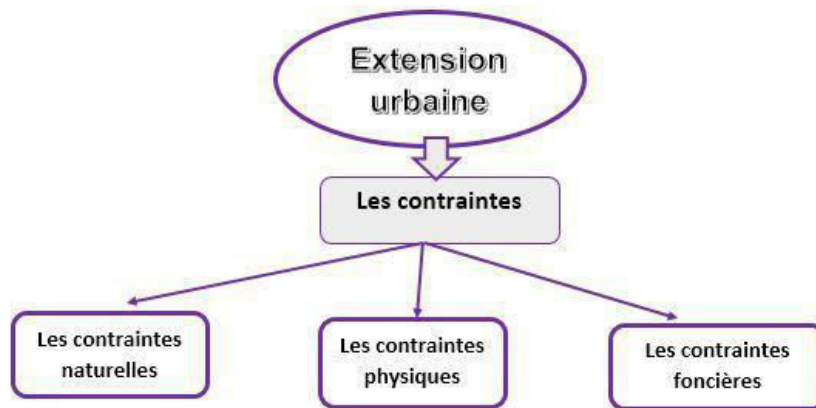 Extension
urbaine
Les contraintes
Les contraintes
naturelles
Les contraintes
physiques
Les contraintes
foncières